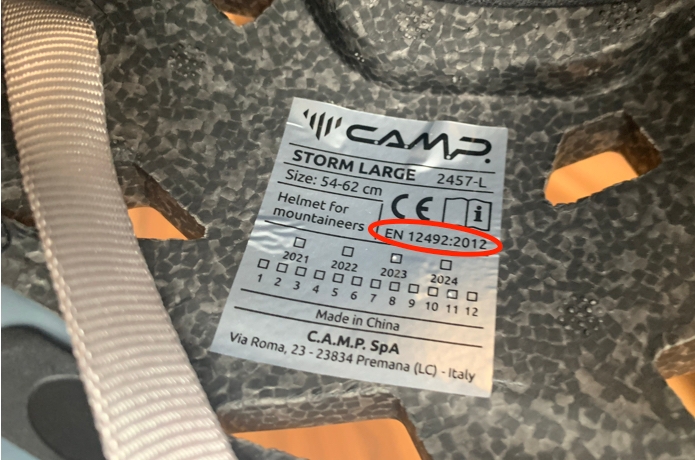 C.A.M.P.
STORM LARGE 2457-L
Size: 54-62 cm
Helmet for
mountaineers
CE i
EN 12492:2012
2021 2022 2023 2024
1 2 3 4 5 6 7 8 9 10 11 12
Made in China
C.A.M.P. SpA
Via Roma, 23 - 23834 Premana (LC) - Italy